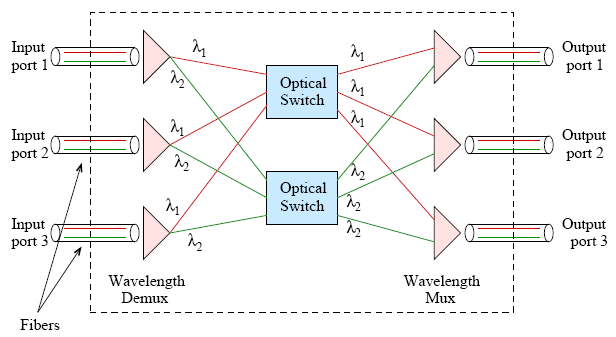 Input
port 1
Input
port 2
Input
port 3
Fibers
λ1
λ2
λ1
λ2
λ1
λ2
Wavelength
Demux
Optical
Switch
Optical
Switch
λ1
λ1
λ1
λ2
λ2
λ2
Wavelength
Mux
Output
port 1
Output
port 2
Output
port 3